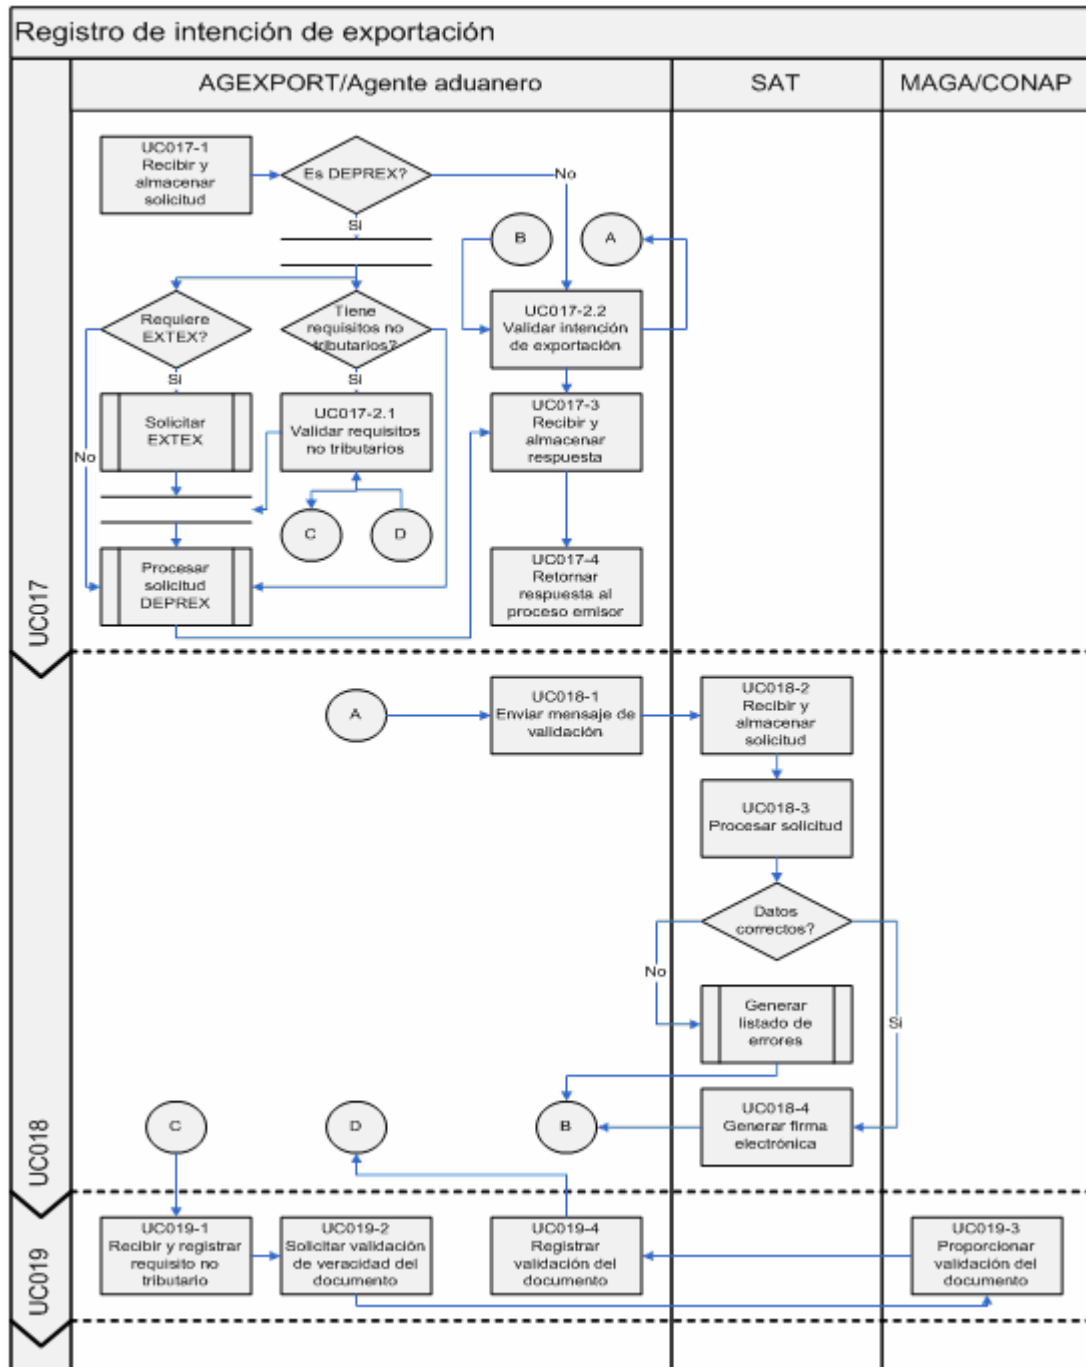 Registro de intención de exportación
AGEXPORT/Agente aduanero
SAT
MAGA/CONAP
UC017
UC017-1
Recibir y
almacenar
solicitud
Es DEPREX?
No
Si
B
A
Requiere
EXTEX?
Tiene
requisitos no
tributarios?
UC017-2.2
Validar intención
de exportación
Si
Si
No
Solicitar
EXTEX
UC017-2.1
Validar requisitos
no tributarios
UC017-3
Recibir y
almacenar
respuesta
C
D
Procesar
solicitud
DEPREX
UC017-4
Retornar
respuesta al
proceso emisor
UC018
A
UC018-1
Enviar mensaje de
validación
UC018-2
Recibir y
almacenar
solicitud
UC018-3
Procesar solicitud
Datos
correctos?
No
Si
Generar
listado de
errores
C
D
B
UC018-4
Generar firma
electrónica
UC019
UC019-1
Recibir y registrar
requisito no
tributario
UC019-2
Solicitar validación
de veracidad del
documento
UC019-4
Registrar
validación del
documento
UC019-3
Proporcionar
validación del
documento